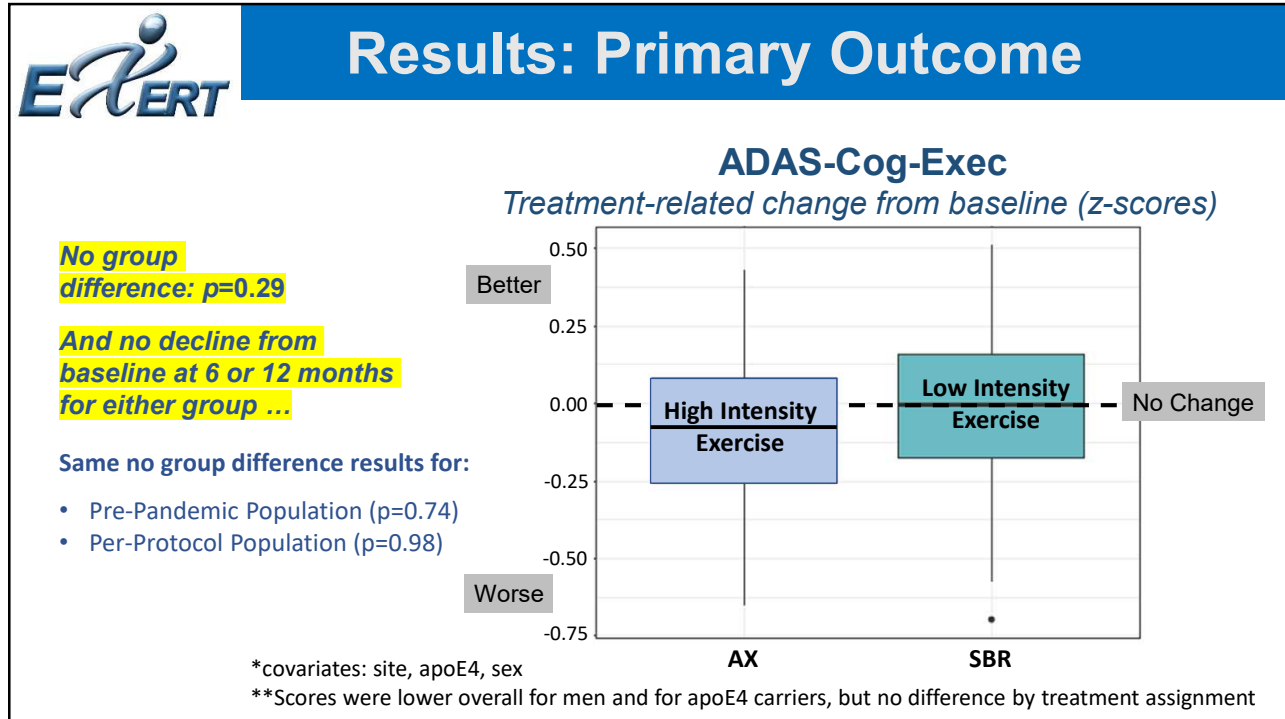 EXERT
Results: Primary Outcome
ADAS-Cog-Exec
Treatment-related change from baseline (z-scores)
No group
difference: p=0.29
And no decline from
baseline at 6 or 12 months
for either group …
Same no group difference results for:
• Pre-Pandemic Population (p=0.74)
• Per-Protocol Population (p=0.98)
Better
Worse
0.50
0.25
0.00
-0.25
-0.50
-0.75
High Intensity
Exercise
Low Intensity
Exercise
No Change
AX
SBR
*covariates: site, apoE4, sex
**Scores were lower overall for men and for apoE4 carriers, but no difference by treatment assignment